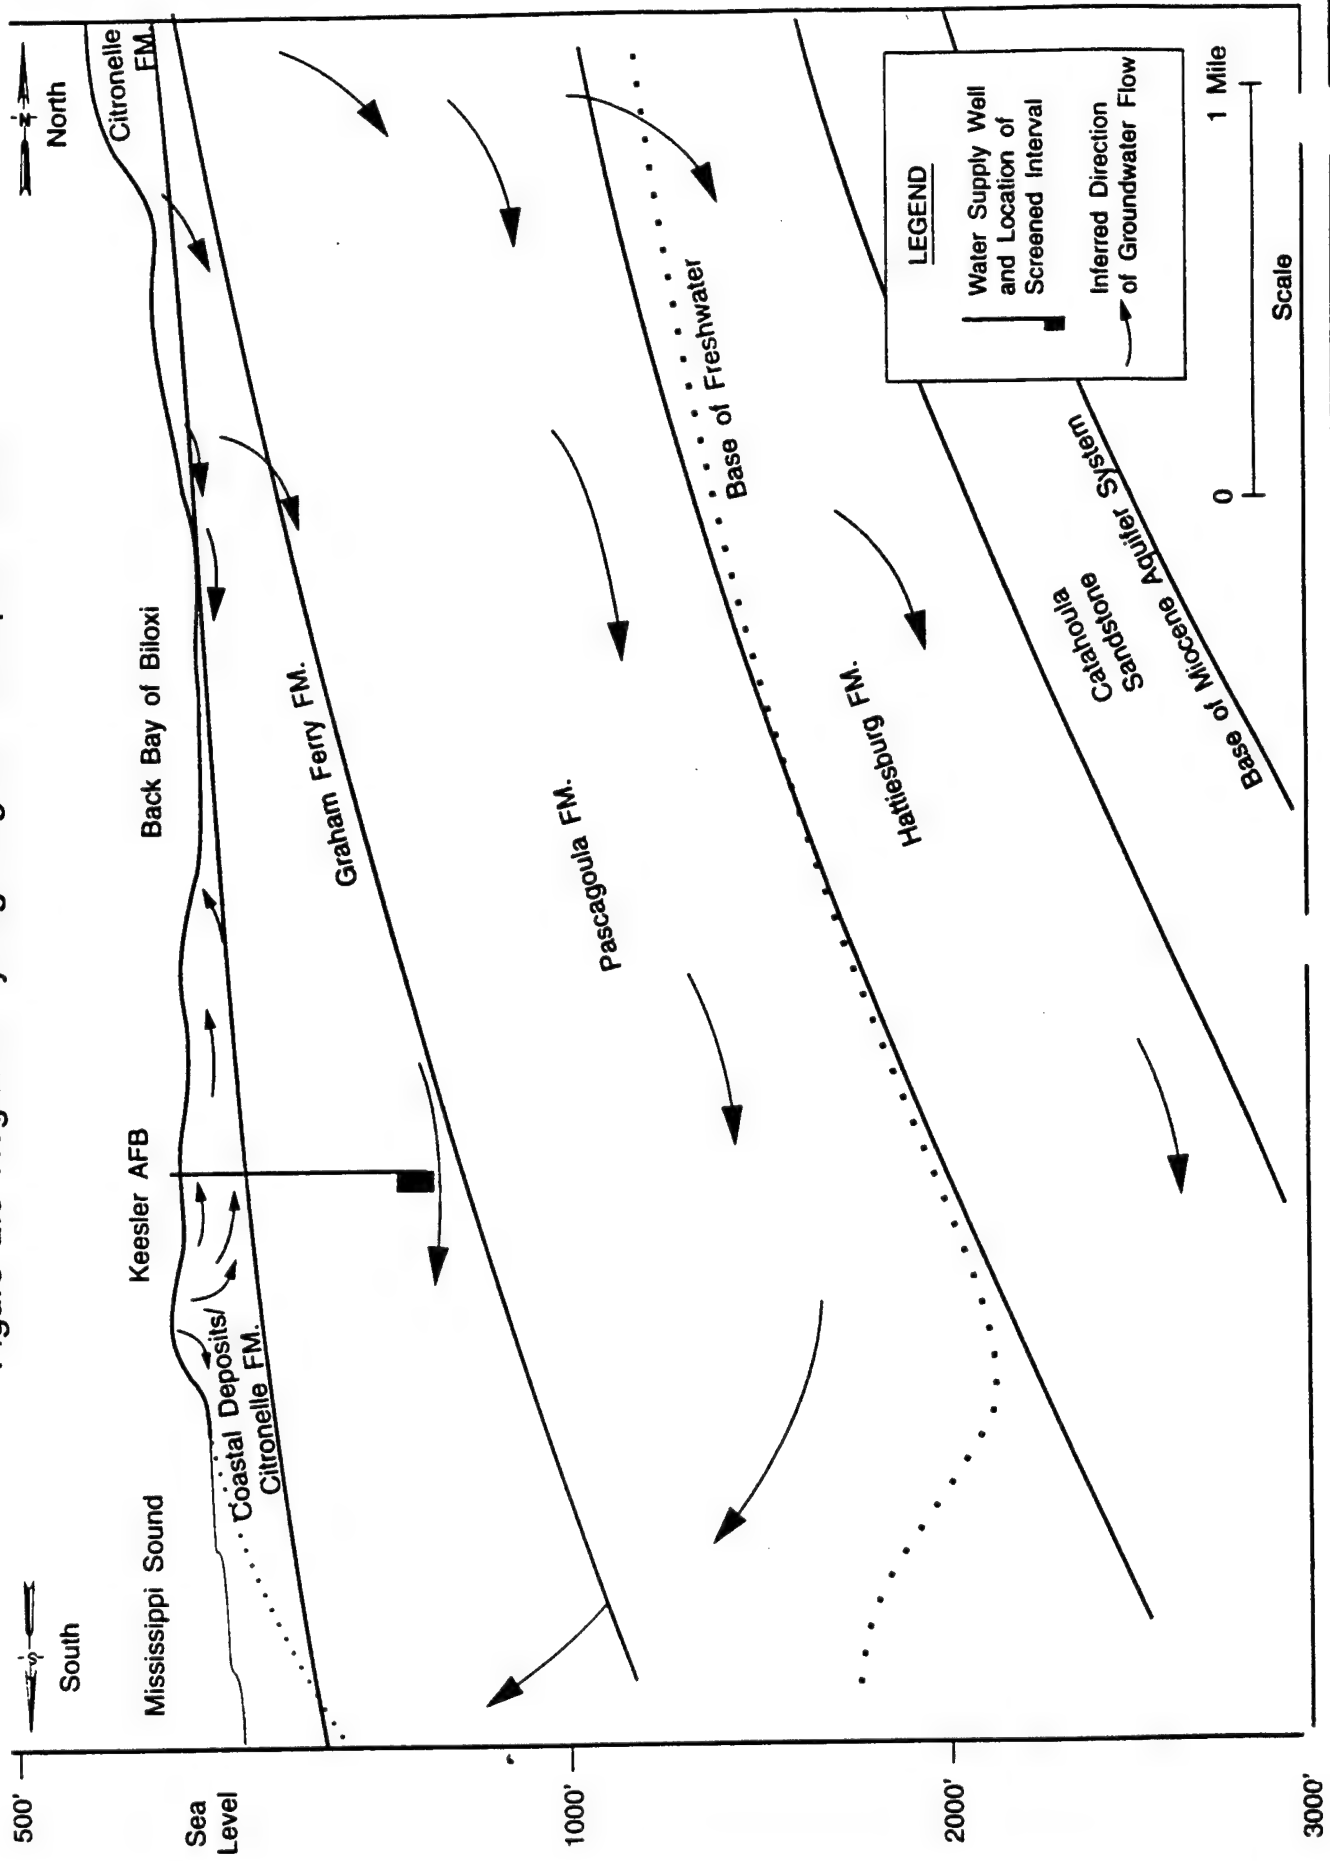 South
S
North
N
500'
Sea
Level
1000'
2000'
3000'
Mississippi Sound
Keesler AFB
Back Bay of Biloxi
Citronelle
FM.
Coastal Deposits/
Citronelle FM.
Graham Ferry FM.
Pascagoula FM.
Base of Freshwater
Hattiesburg FM.
Catahoula
Sandstone
Base of Miocene Aquifer System
LEGEND
Water Supply Well
and Location of
Screened Interval
Inferred Direction
of Groundwater Flow
0
1 Mile
Scale